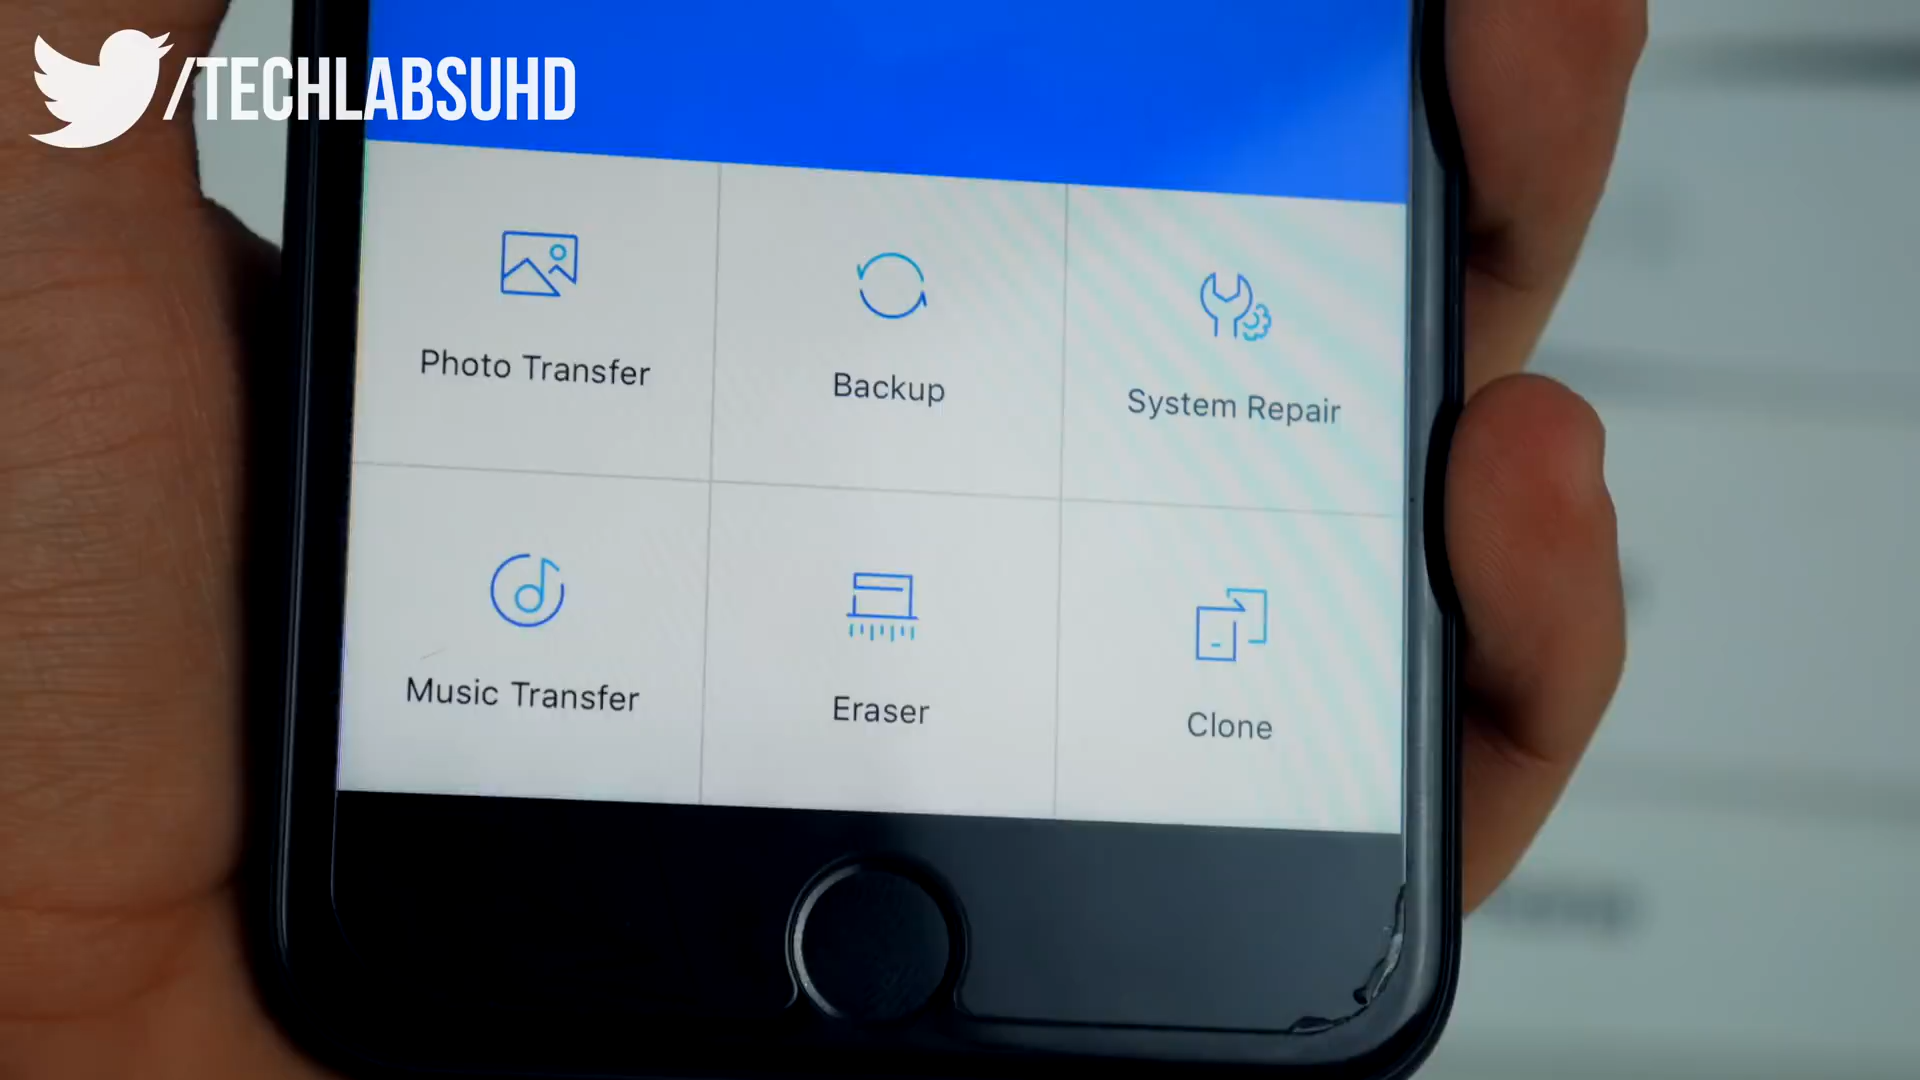 /TECHLABSUHD
Photo Transfer
Backup
System Repair
Music Transfer
Eraser
Clone